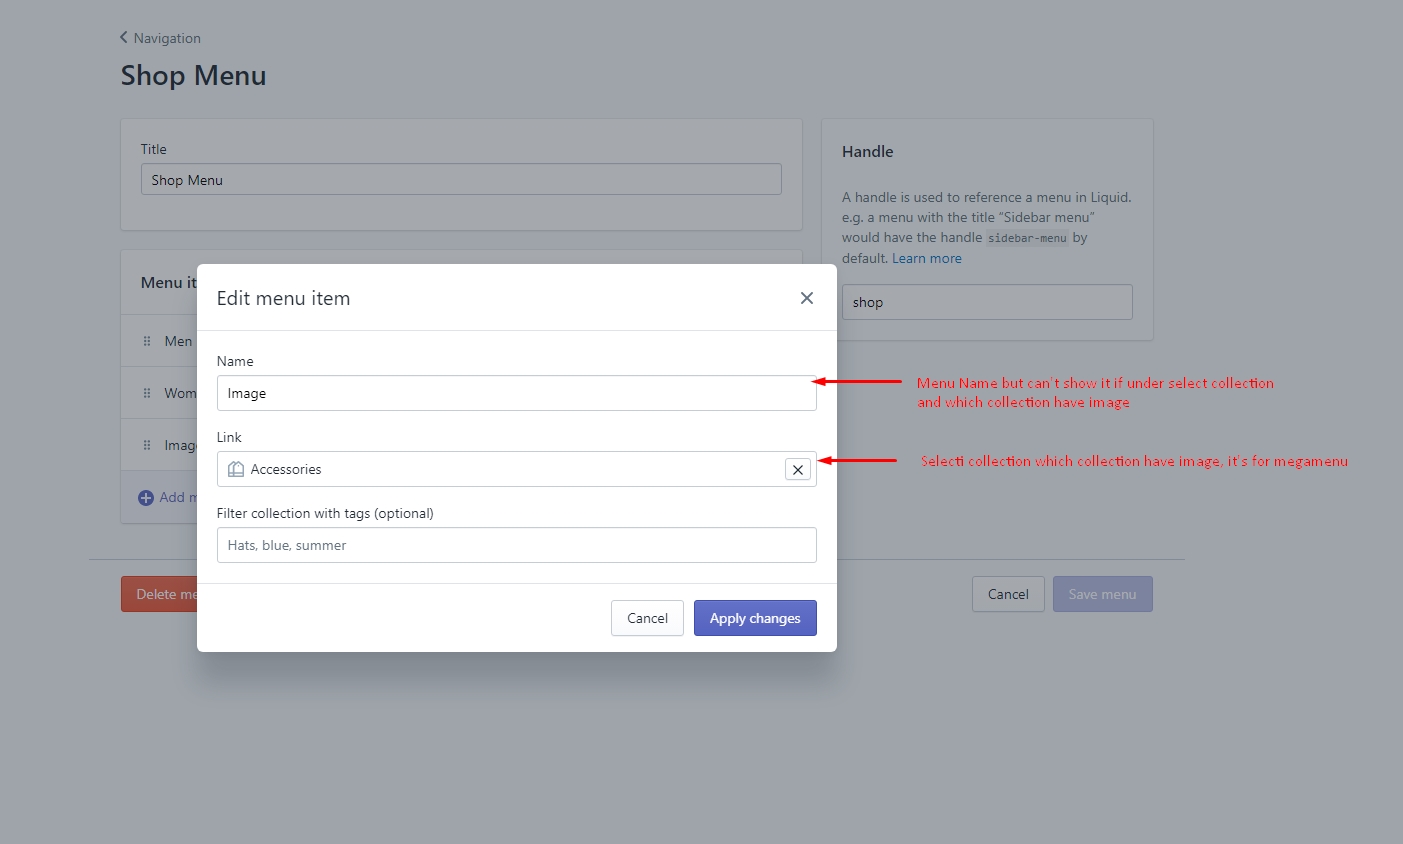 Navigation
Shop Menu
Title
Shop Menu
Handle
A handle is used to reference a menu in Liquid.
e.g. a menu with the title “Sidebar menu”
would have the handle sidebar-menu by
default. Learn more
shop
Menu it
Men
Wom
Imag
Add m
Edit menu item
Name
Image
Link
Accessories
Filter collection with tags (optional)
Hats, blue, summer
Cancel
Apply changes
Menu Name but can't show it if under select collection
and which collection have image
Selecti collection which collection have image, it's for megamenu
Delete me
Cancel
Save menu